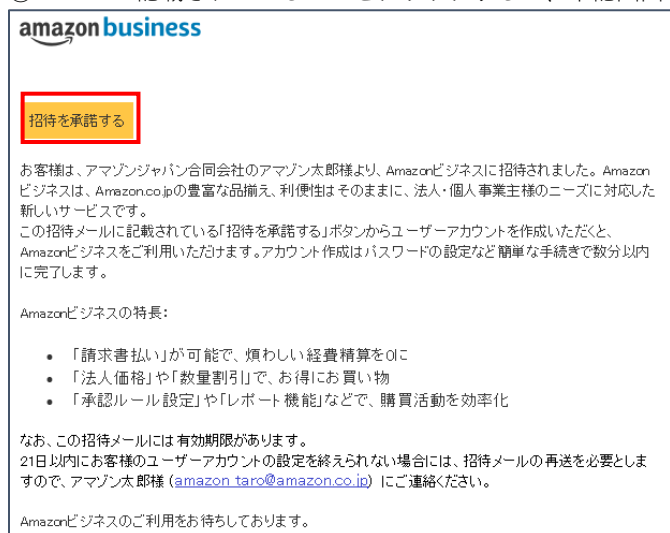 amazon business
招待を承諾する
お客様は、アマゾンジャパン合同会社のアマゾン太郎様より、Amazonビジネスに招待されました。Amazon
ビジネスは、Amazon.co.jpの豊富な品揃え、利便性はそのままに、法人・個人事業主様のニーズに対応した
新しいサービスです。
この招待メールに記載されている「招待を承諾する」ボタンからユーザーアカウントを作成いただくと、
Amazonビジネスをご利用いただけます。アカウント作成はパスワードの設定など簡単な手続きで数分以内
に完了します。
Amazonビジネスの特長:
• 「請求書払い」が可能で、煩わしい経費精算を0に
• 「法人価格」や「数量割引」で、お得にお買い物
• 「承認ルール設定」や「レポート機能」などで、購買活動を効率化
なお、この招待メールには有効期限があります。
21日以内にお客様のユーザーアカウントの設定を終えられない場合には、招待メールの再送を必要としま
すので、アマゾン太郎様 (amazon_taro@amazon.co.jp) にご連絡ください。
Amazonビジネスのご利用をお待ちしております。